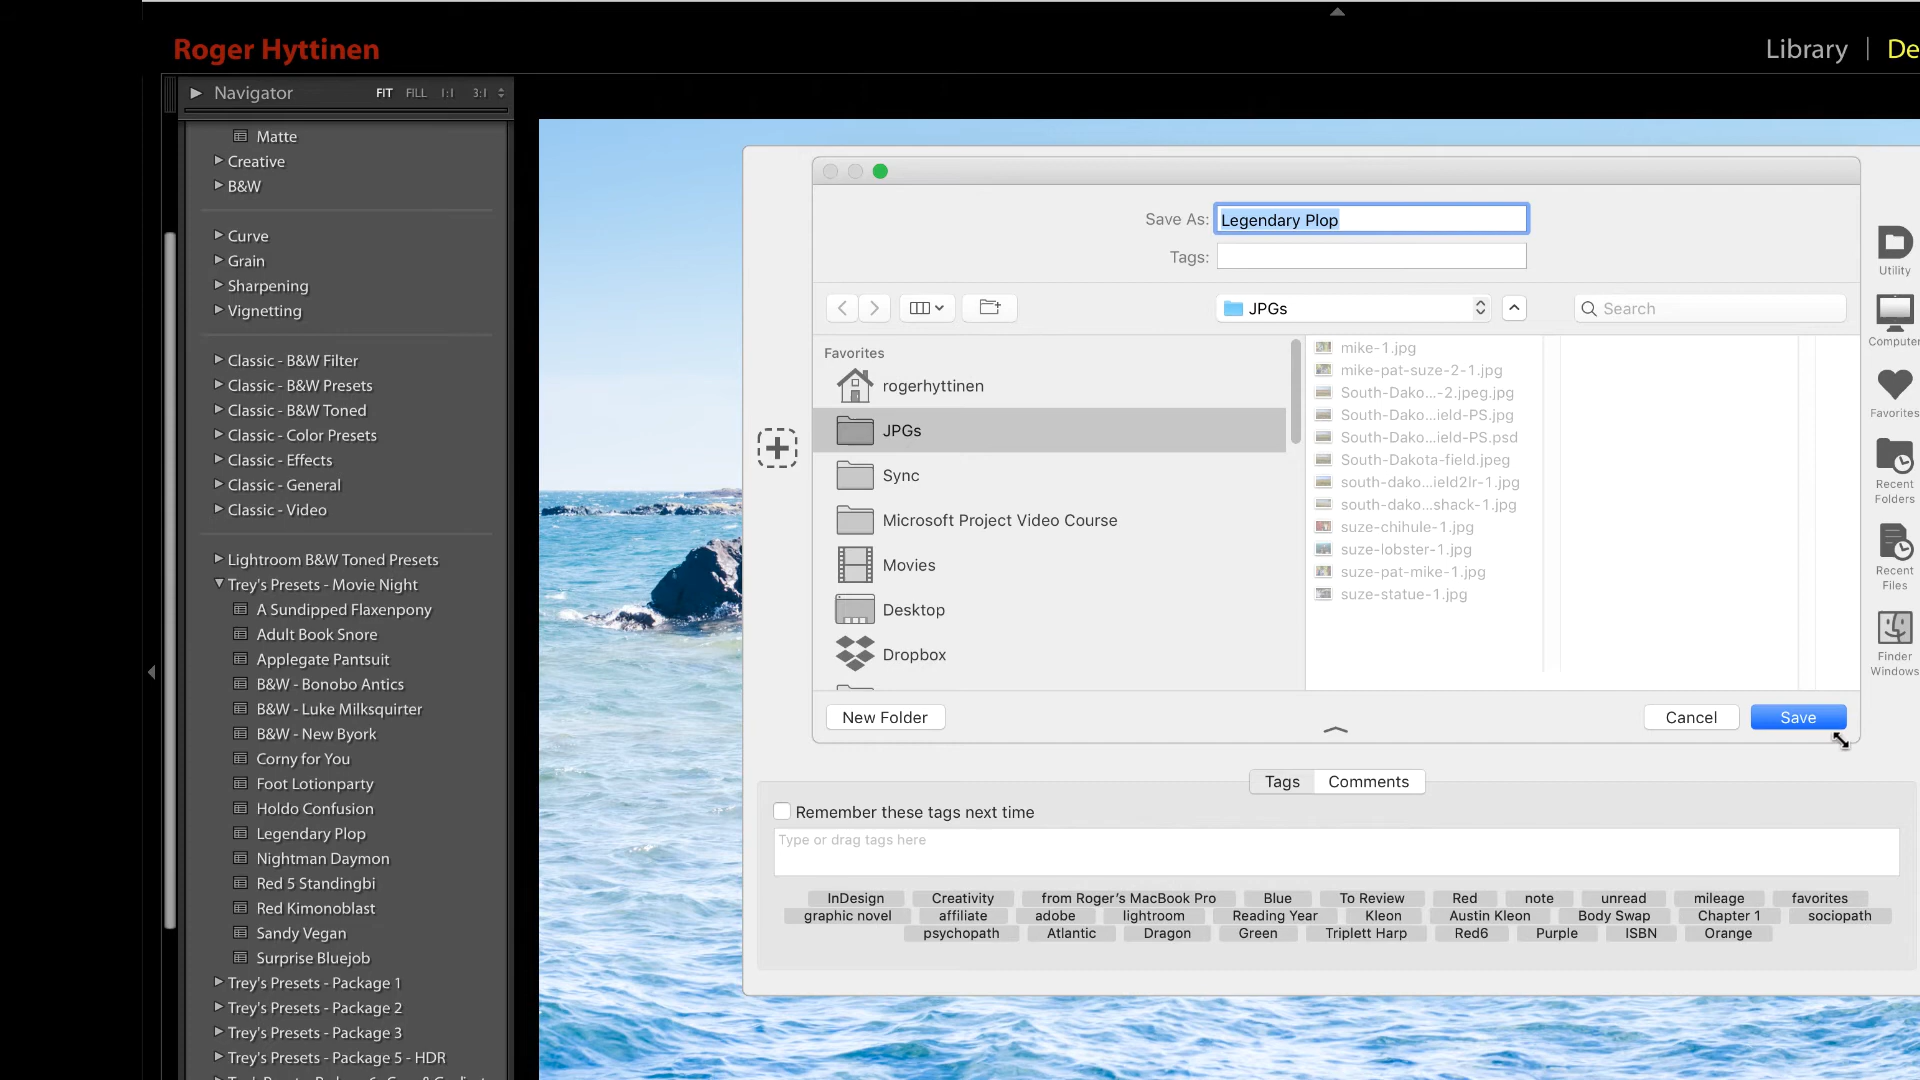 Roger Hyttinen
Library | De
Navigator FIT FILL 1:1 3:1
Matte
Creative
B&W
Curve
Grain
Sharpening
Vignetting
Classic - B&W Filter
Classic - B&W Presets
Classic - B&W Toned
Classic - Color Presets
Classic - Effects
Classic - General
Classic - Video
Lightroom B&W Toned Presets
Trey's Presets - Movie Night
A Sundipped Flaxenpony
Adult Book Snore
Applegate Pantsuit
B&W - Bonobo Antics
B&W - Luke Milksquirter
B&W - New Byork
Corny for You
Foot Lotionparty
Holdo Confusion
Legendary Plop
Nightman Daymon
Red 5 Standingbi
Red Kimonoblast
Sandy Vegan
Surprise Bluejob
Trey's Presets - Package 1
Trey's Presets - Package 2
Trey's Presets - Package 3
Trey's Presets - Package 5 - HDR
Save As: Legendary Plop
Tags:
JPGs
Search
Favorites
rogerhyttinen
JPGs
Sync
Microsoft Project Video Course
Movies
Desktop
Dropbox
mike-1.jpg
mike-pat-suze-2-1.jpg
South-Dako...-2.jpeg.jpg
South-Dako...ield-PS.jpg
South-Dako...ield-PS.psd
South-Dakota-field.jpeg
south-dako...ield2lr-1.jpg
south-dako...shack-1.jpg
suze-chihule-1.jpg
suze-lobster-1.jpg
suze-pat-mike-1.jpg
suze-statue-1.jpg
New Folder
Cancel
Save
Utility
Computer
Favorites
Recent
Folders
Recent
Files
Finder
Windows
Tags Comments
Remember these tags next time
Type or drag tags here
InDesign Creativity from Roger's MacBook Pro Blue To Review Red note unread mileage favorites
graphic novel affiliate adobe lightroom Reading Year Kleon Austin Kleon Body Swap Chapter 1 sociopath
psychopath Atlantic Dragon Green Triplett Harp Red6 Purple ISBN Orange